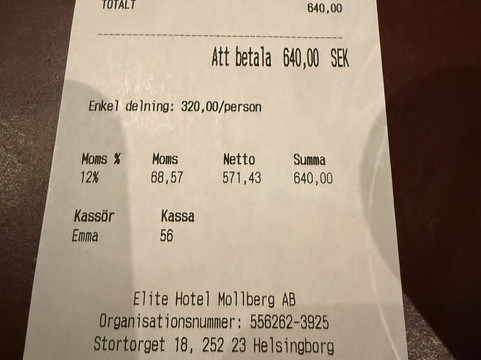 TOTALT 640,00
Att betala 640,00 SEK
Enkel delning: 320,00/person
Moms % Moms Netto Summa
12% 68,57 571,43 640,00
Kassör Kassa
Emma 56
Elite Hotel Mollberg AB
Organisationsnummer: 556262-3925
Stortorget 18, 252 23 Helsingborg